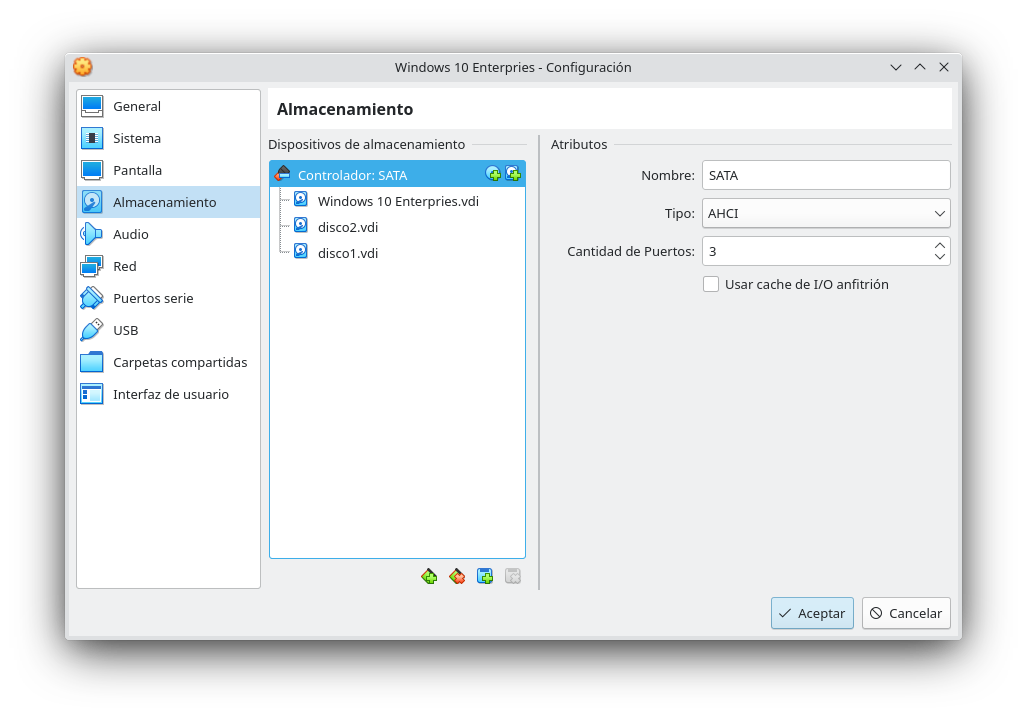 Windows 10 Enterpries - Configuración
General
Sistema
Pantalla
Almacenamiento
Audio
Red
Puertos serie
USB
Carpetas compartidas
Interfaz de usuario
Almacenamiento
Dispositivos de almacenamiento
Controlador: SATA
Windows 10 Enterpries.vdi
disco2.vdi
disco1.vdi
Atributos
Nombre: SATA
Tipo: AHCI
Cantidad de Puertos: 3
Usar cache de I/O anfitrión
Aceptar
Cancelar